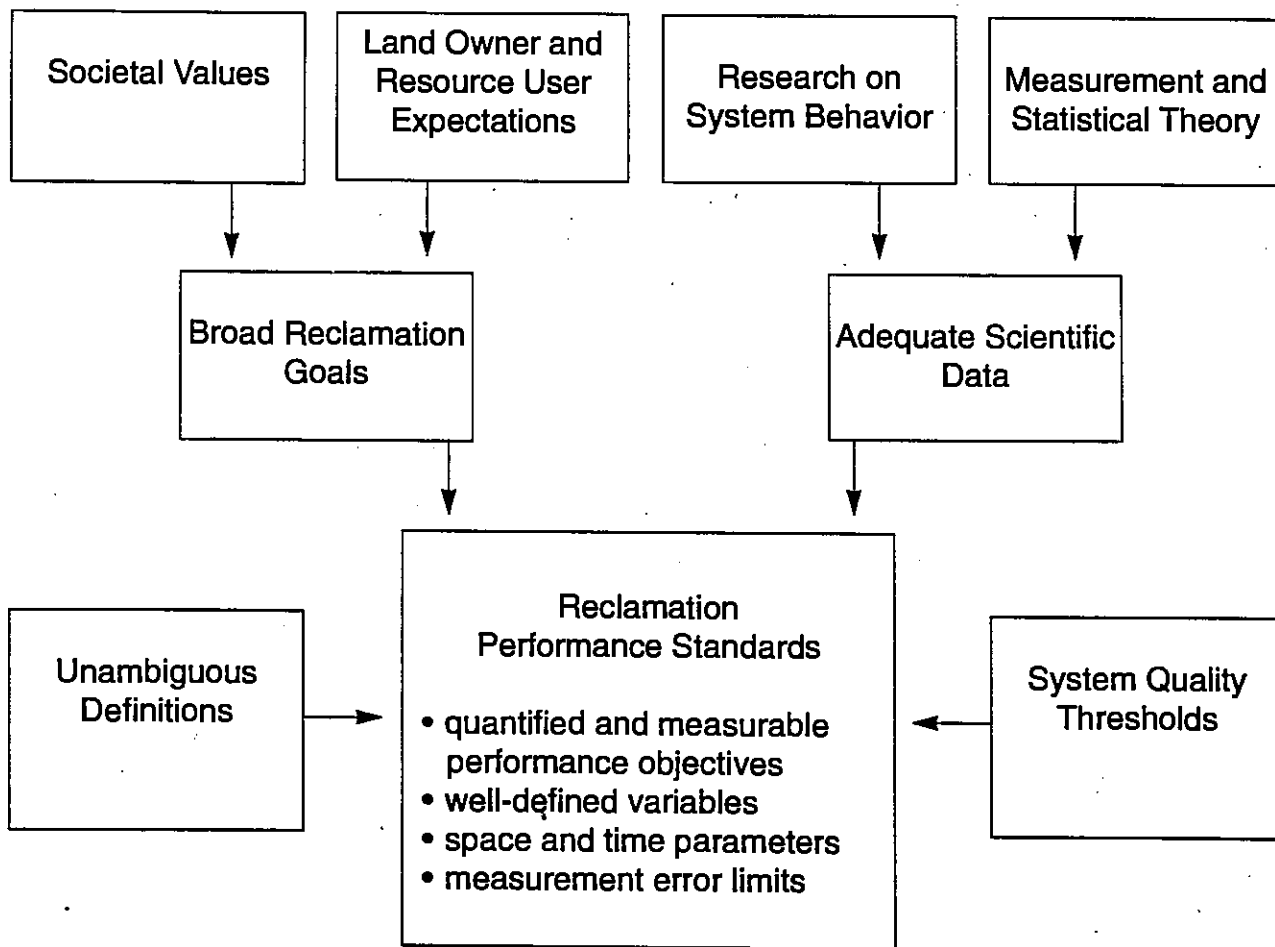 Societal Values
Land Owner and
Resource User
Expectations
Research on
System Behavior
Measurement and
Statistical Theory
Broad Reclamation
Goals
Adequate Scientific
Data
Unambiguous
Definitions
Reclamation
Performance Standards
• quantified and measurable
performance objectives
• well-defined variables
• space and time parameters
• measurement error limits
System Quality
Thresholds